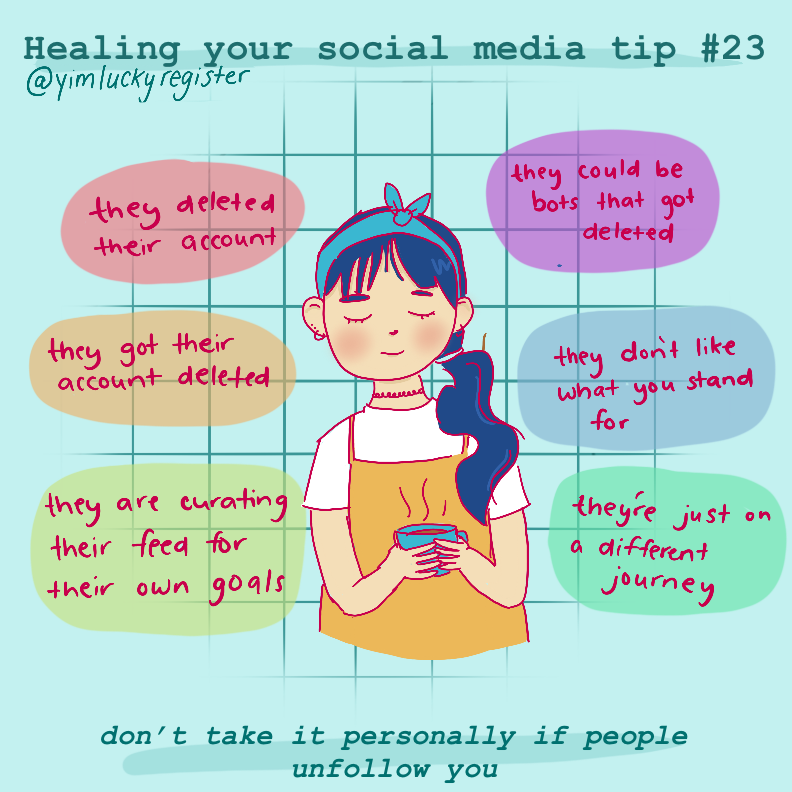 Healing your social media tip #23
@yimluckyregister
they deleted
their account
they could be
bots that got
deleted
they got their
account deleted
they don't like
what you stand
for
they are curating
their feed for
their own goals
they're just on
a different
journey
don't take it personally if people
unfollow you